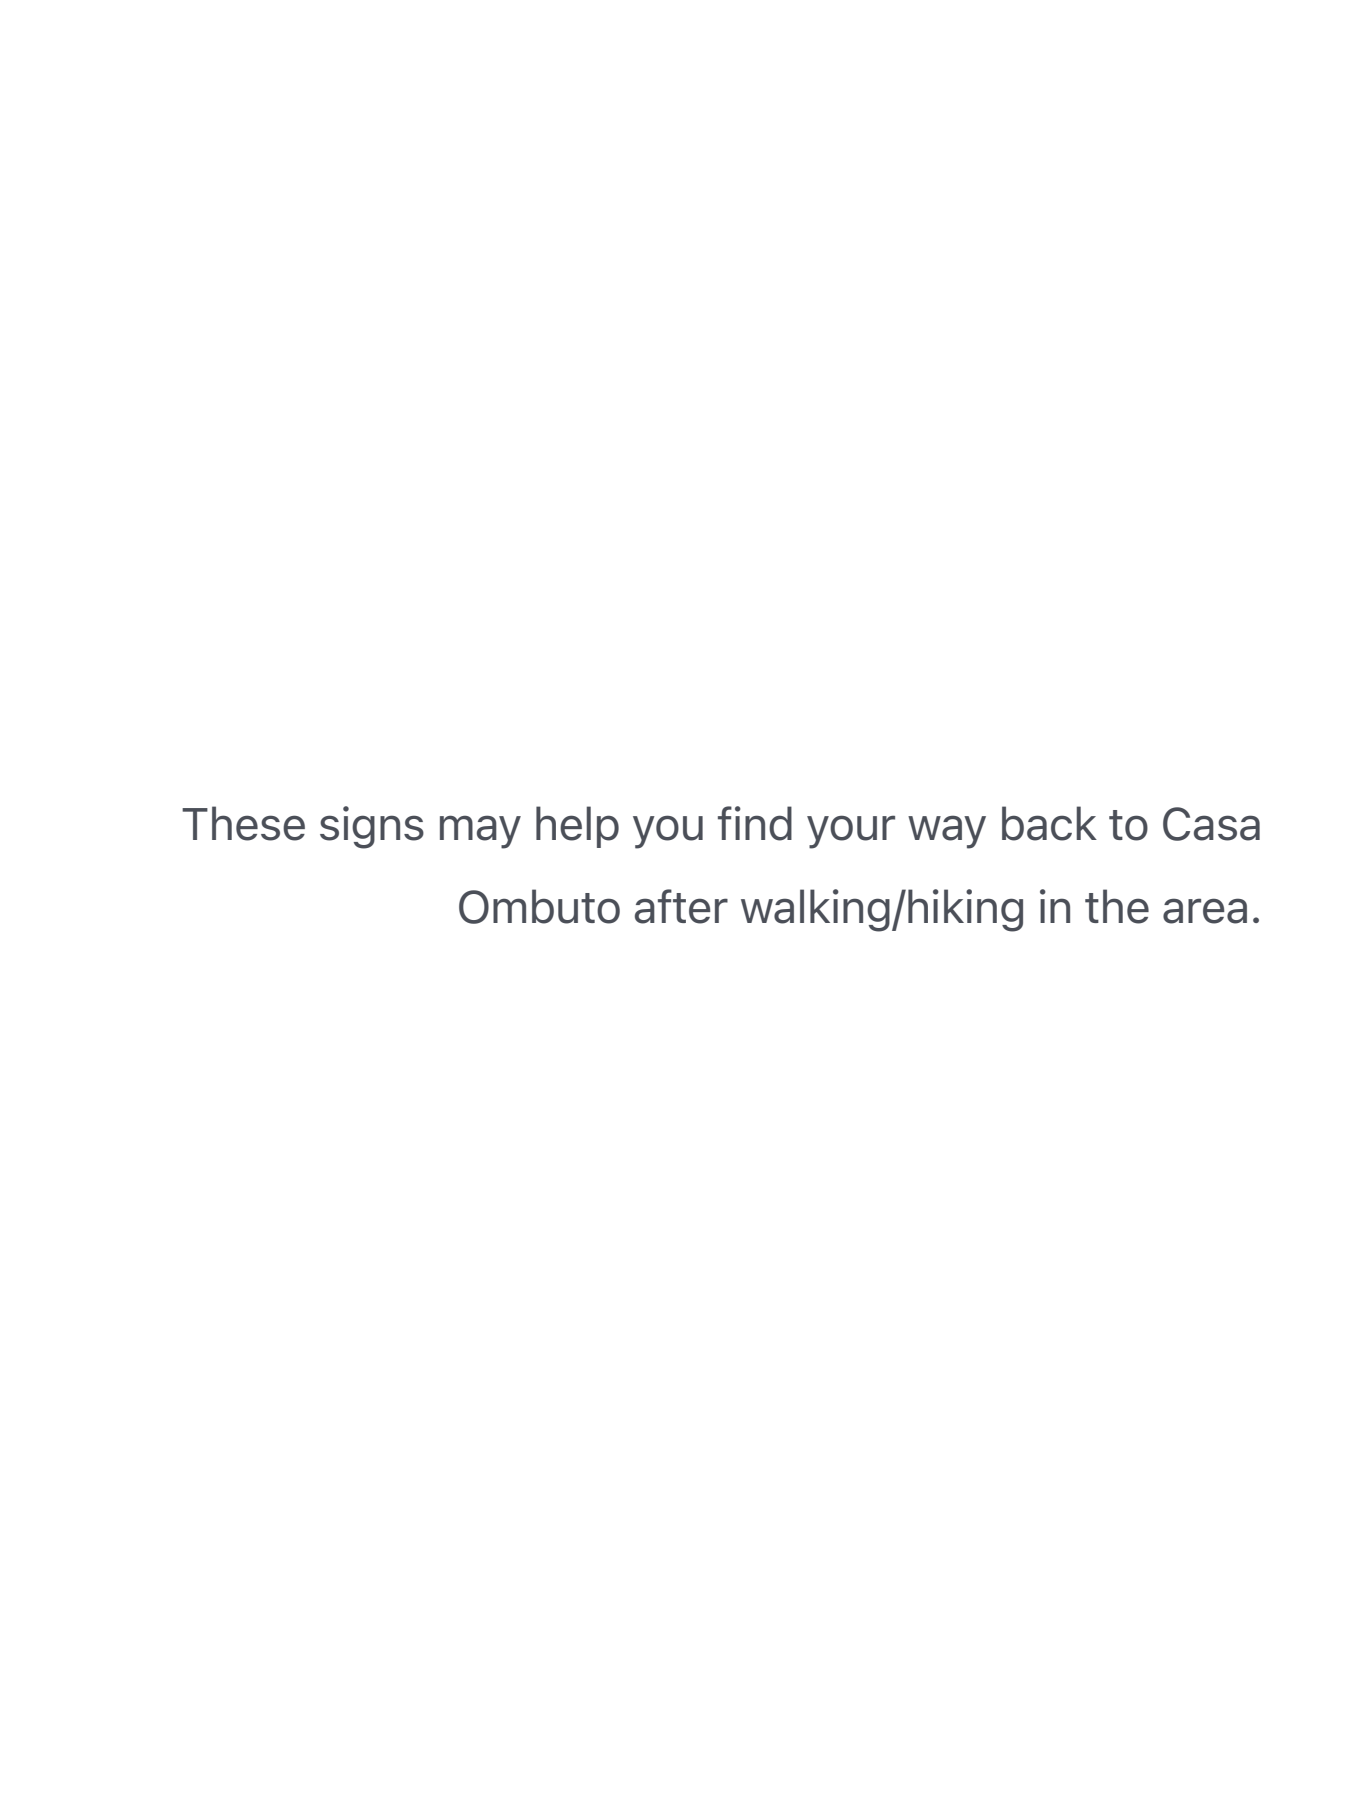 These signs may help you find your way back to Casa
Ombuto after walking/hiking in the area.